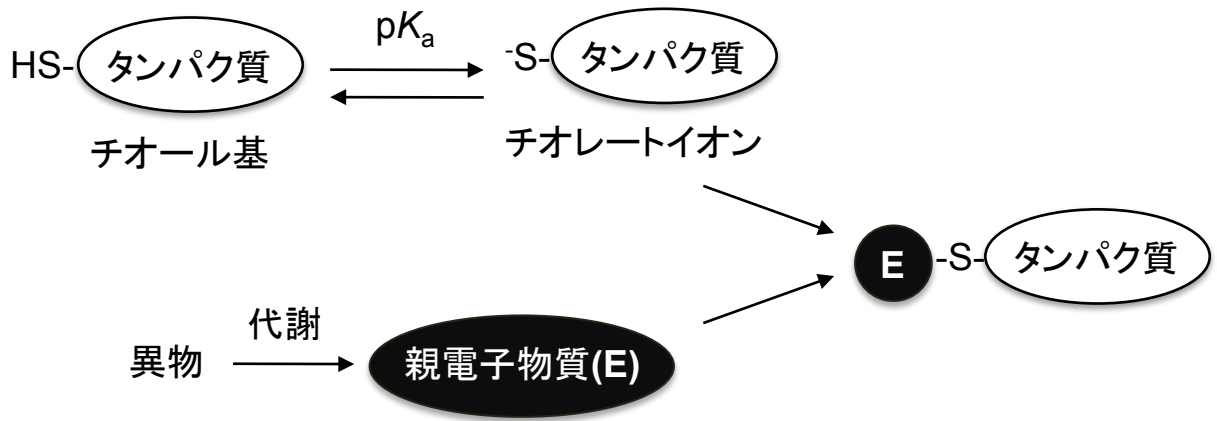 pKa
HS-タンパク質
-S-タンパク質
チオール基
チオレートイオン
E-S-タンパク質
代謝
異物
親電子物質(E)